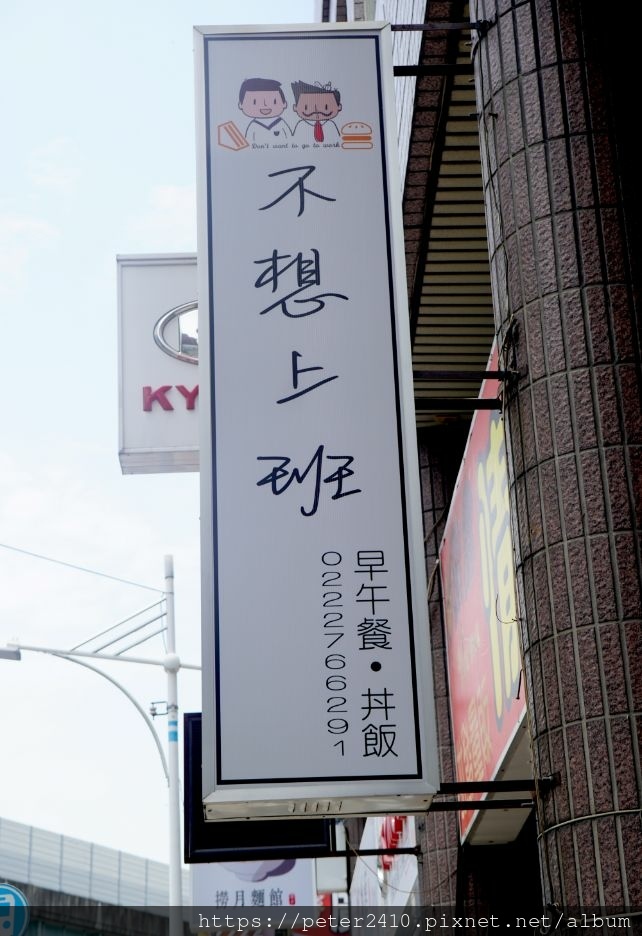 Don't want to go to work
不想上班
早午餐•丼飯
0222766291
KY
情
撈月麵館
https://peter2410.pixnet.net/album